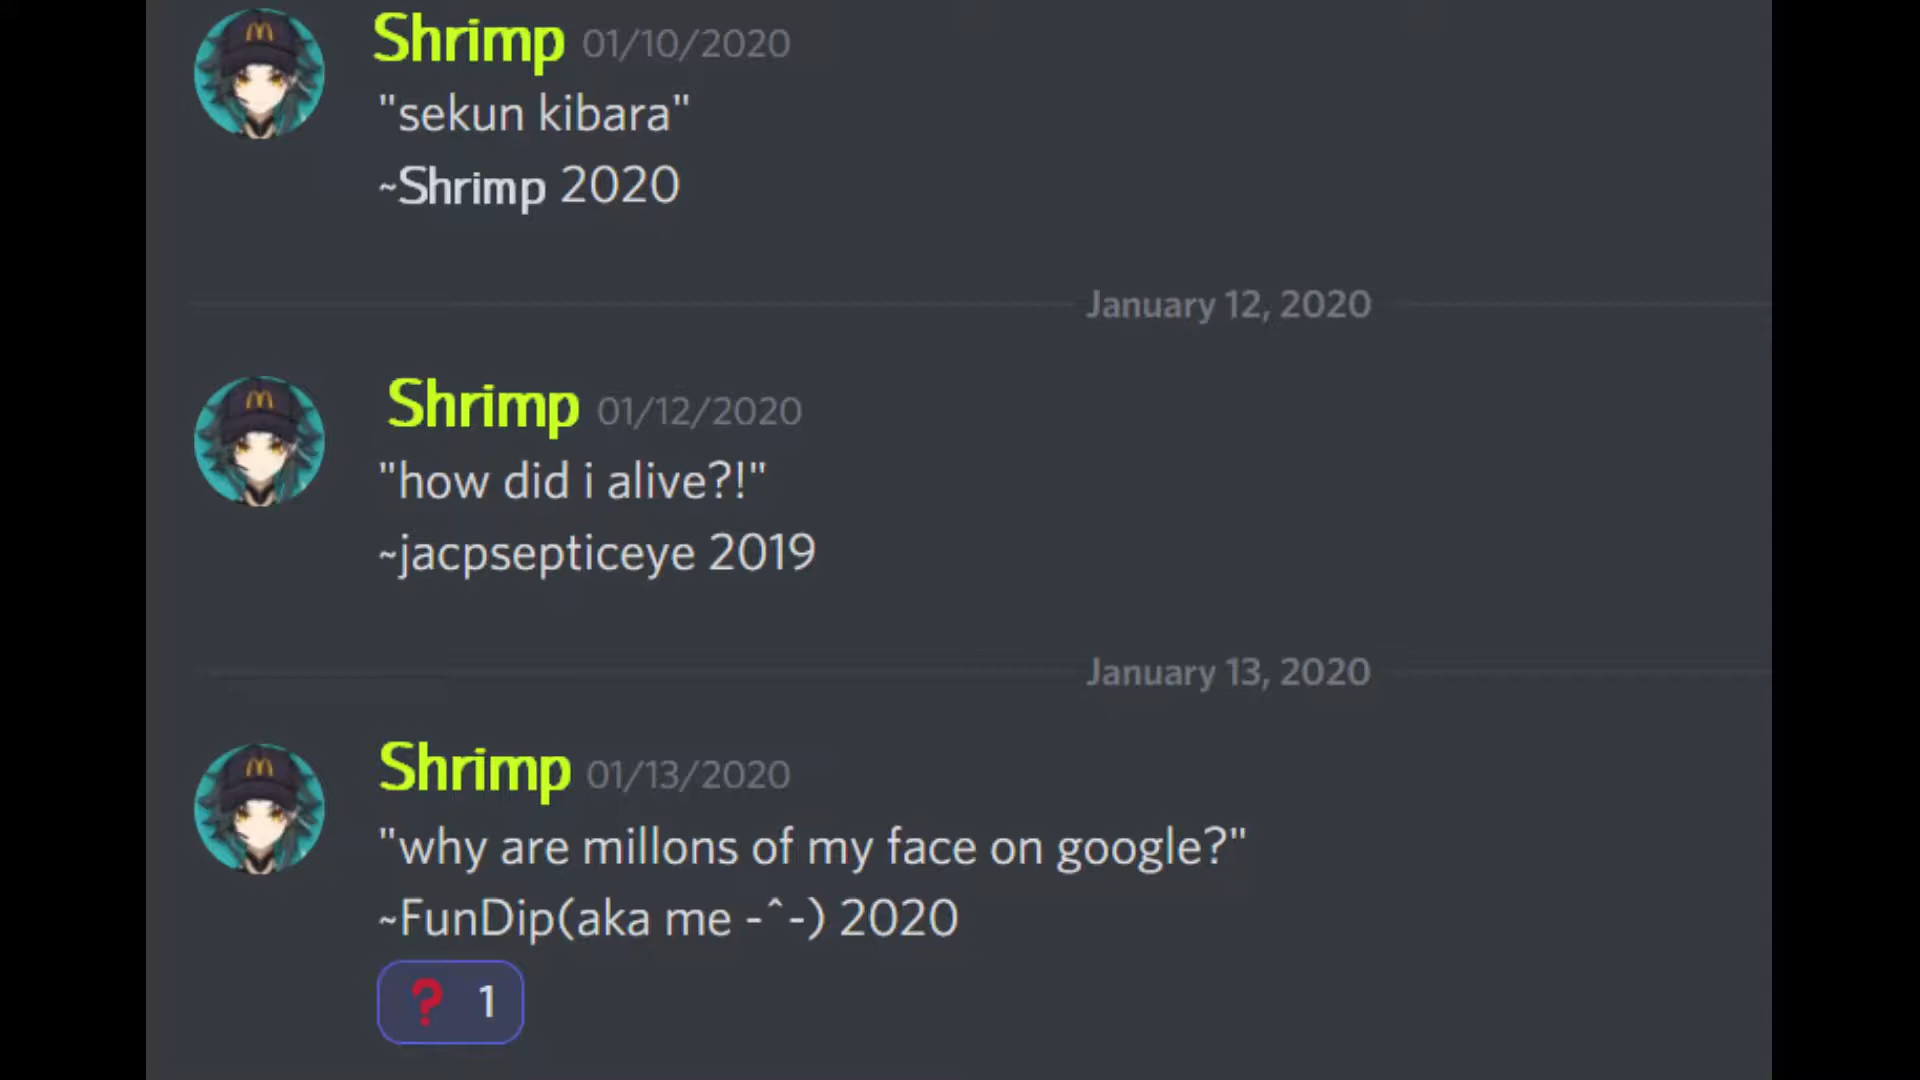 Shrimp 01/10/2020
"sekun kibara"
~Shrimp 2020
January 12, 2020
Shrimp 01/12/2020
"how did i alive?!"
~jacpsepticeye 2019
January 13, 2020
Shrimp 01/13/2020
"why are millons of my face on google?"
~FunDip(aka me -^-) 2020
❓ 1